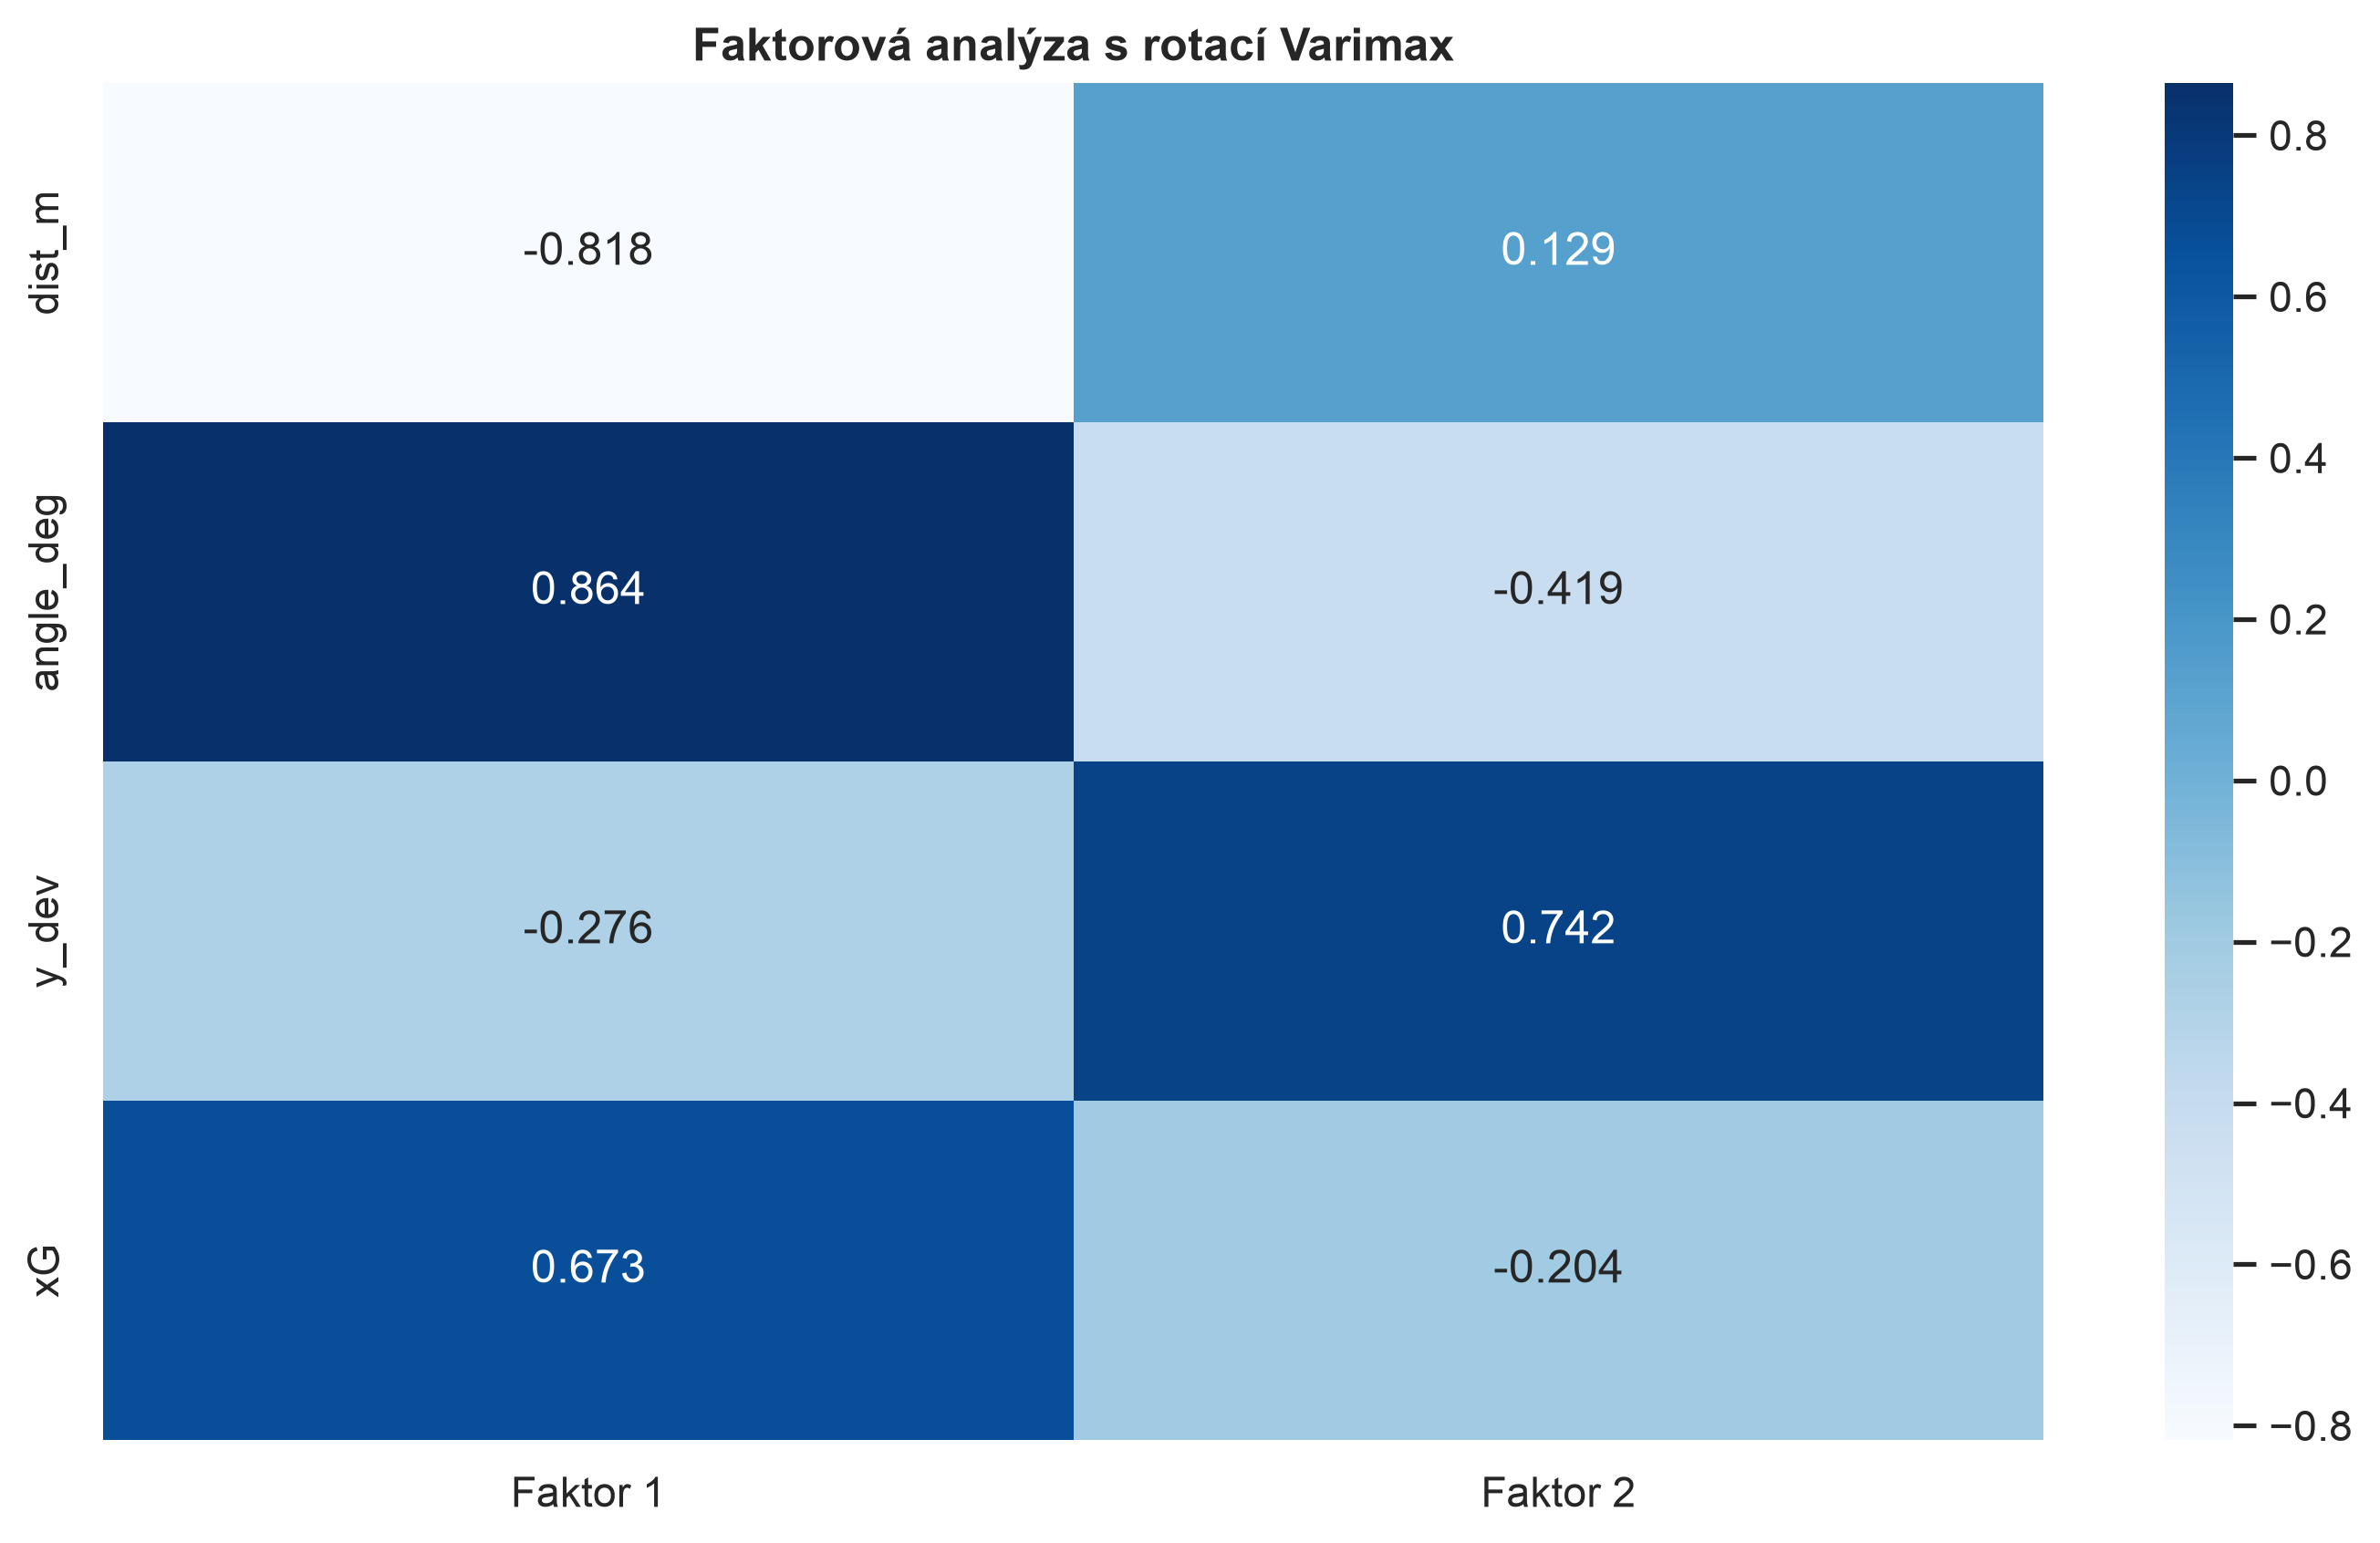 Faktorová analýza s rotací Varimax
dist_m
-0.818
0.129
angle_deg
0.864
-0.419
y_dev
-0.276
0.742
xG
0.673
-0.204
Faktor 1
Faktor 2
0.8
0.6
0.4
0.2
0.0
−0.2
−0.4
−0.6
−0.8